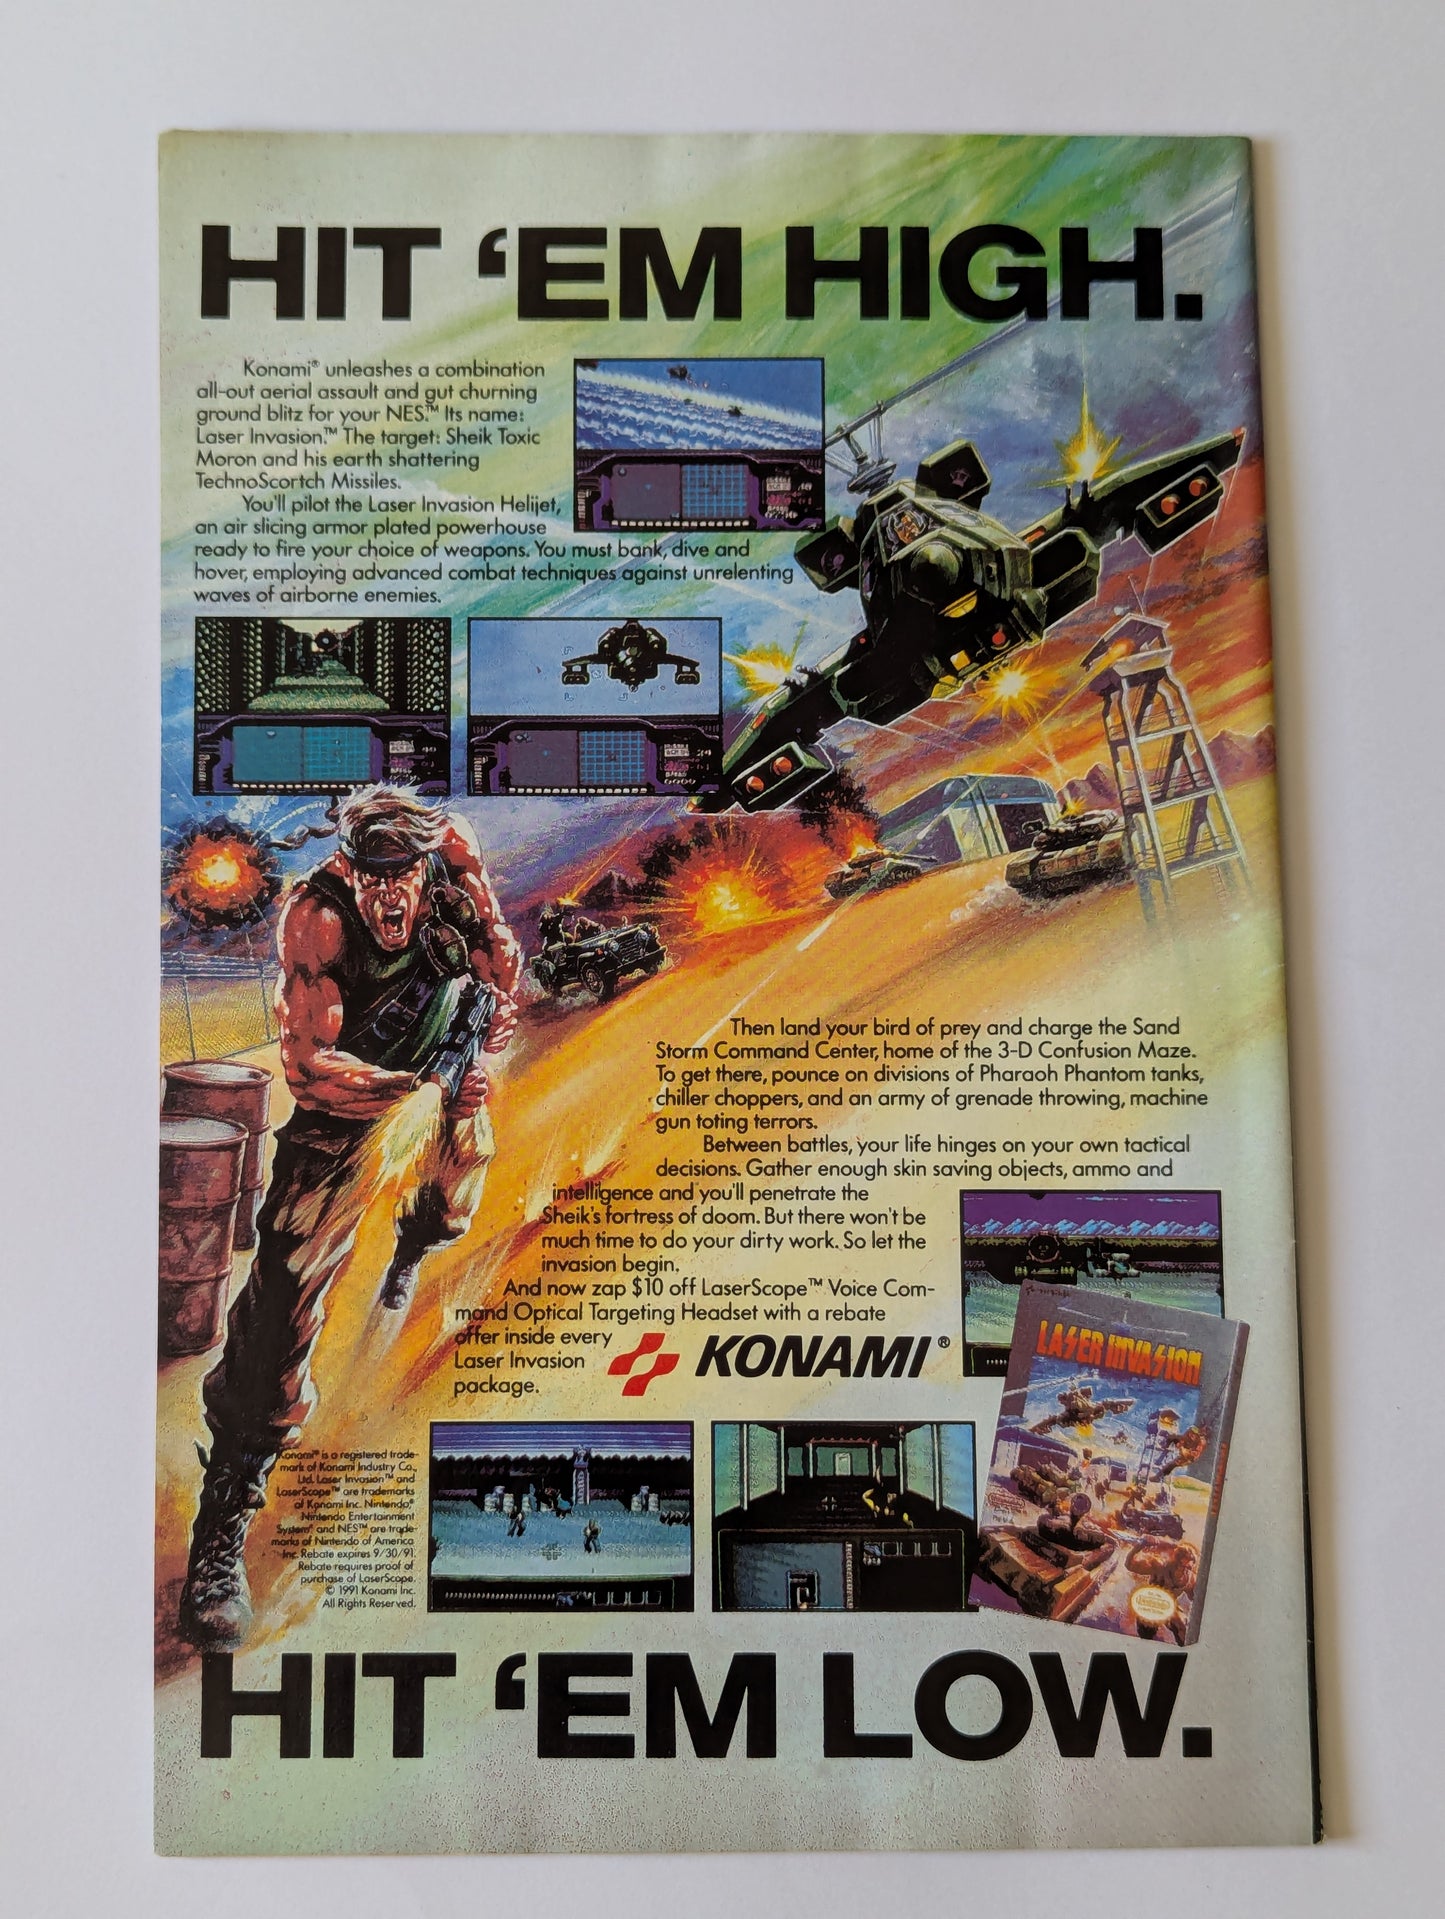 HIT ‘EM HIGH.
Konami® unleashes a combination
all-out aerial assault and gut churning
ground blitz for your NES.™ Its name:
Laser Invasion.™ The target: Sheik Toxic
Moron and his earth shattering
TechnoScortch Missiles.
You'll pilot the Laser Invasion Helijet,
an air slicing armor plated powerhouse
ready to fire your choice of weapons. You must bank, dive and
hover, employing advanced combat techniques against unrelenting
waves of airborne enemies.
Then land your bird of prey and charge the Sand
Storm Command Center, home of the 3-D Confusion Maze.
To get there, pounce on divisions of Pharaoh Phantom tanks,
chiller choppers, and an army of grenade throwing, machine
gun toting terrors.
Between battles, your life hinges on your own tactical
decisions. Gather enough skin saving objects, ammo and
intelligence and you'll penetrate the
Sheik's fortress of doom. But there won't be
much time to do your dirty work. So let the
invasion begin.
And now zap $10 off LaserScope™ Voice Com-
mand Optical Targeting Headset with a rebate
offer inside every
Laser Invasion
package.
KONAMI®
LASER INVASION
Konami® is a registered trade-
mark of Konami Industry Co.,
Ltd. Laser Invasion™ and
LaserScope™ are trademarks
of Konami Inc. Nintendo,®
Nintendo Entertainment
System® and NES™ are trade-
marks of Nintendo of America
Inc. Rebate expires 9/30/91.
Rebate requires proof of
purchase of LaserScope.
© 1991 Konami Inc.
All Rights Reserved.
HIT ‘EM LOW.